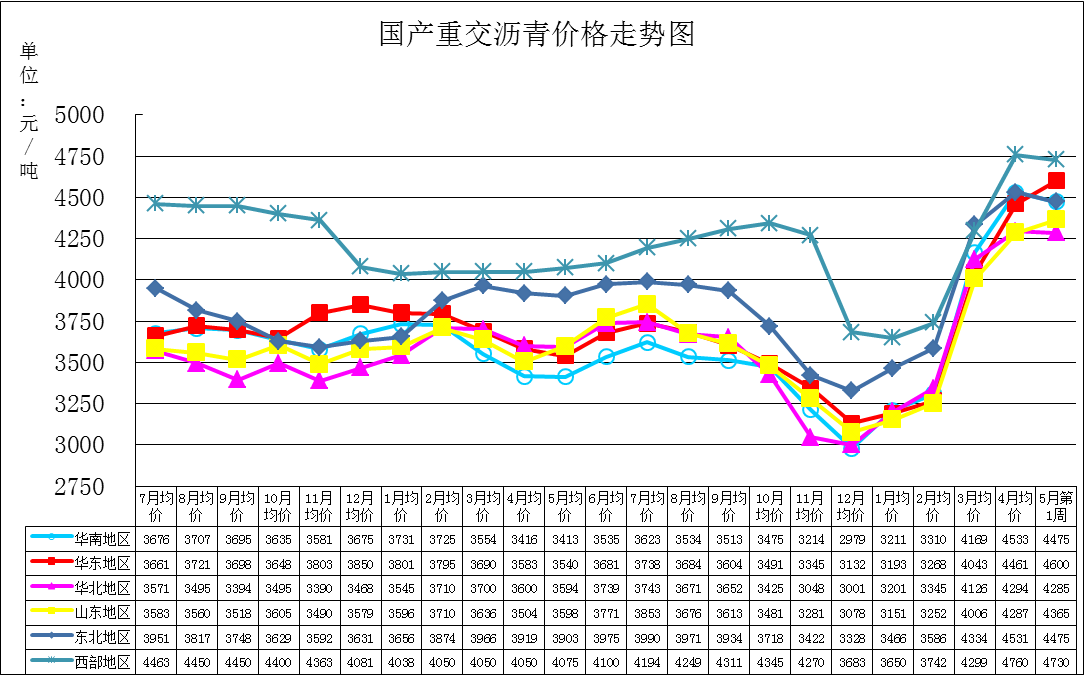 国产重交沥青价格走势图
单位：元/吨
5000
4750
4500
4250
4000
3750
3500
3250
3000
2750
7月均价 8月均价 9月均价 10月均价 11月均价 12月均价 1月均价 2月均价 3月均价 4月均价 5月均价 6月均价 7月均价 8月均价 9月均价 10月均价 11月均价 12月均价 1月均价 2月均价 3月均价 4月均价 5月第1周
华南地区 3676 3707 3695 3635 3581 3675 3731 3725 3554 3416 3413 3535 3623 3534 3513 3475 3214 2979 3211 3310 4169 4533 4475
华东地区 3661 3721 3698 3648 3803 3850 3801 3795 3690 3583 3540 3681 3738 3684 3604 3491 3345 3132 3193 3268 4043 4461 4600
华北地区 3571 3495 3394 3495 3390 3468 3545 3710 3700 3600 3594 3739 3743 3671 3652 3425 3048 3001 3201 3345 4126 4294 4285
山东地区 3583 3560 3518 3605 3490 3579 3596 3710 3636 3504 3598 3771 3853 3676 3613 3481 3281 3078 3151 3252 4006 4287 4365
东北地区 3951 3817 3748 3629 3592 3631 3656 3874 3966 3919 3903 3975 3990 3971 3934 3718 3422 3328 3466 3586 4334 4531 4475
西部地区 4463 4450 4450 4400 4363 4081 4038 4050 4050 4050 4075 4100 4194 4249 4311 4345 4270 3683 3650 3742 4299 4760 4730